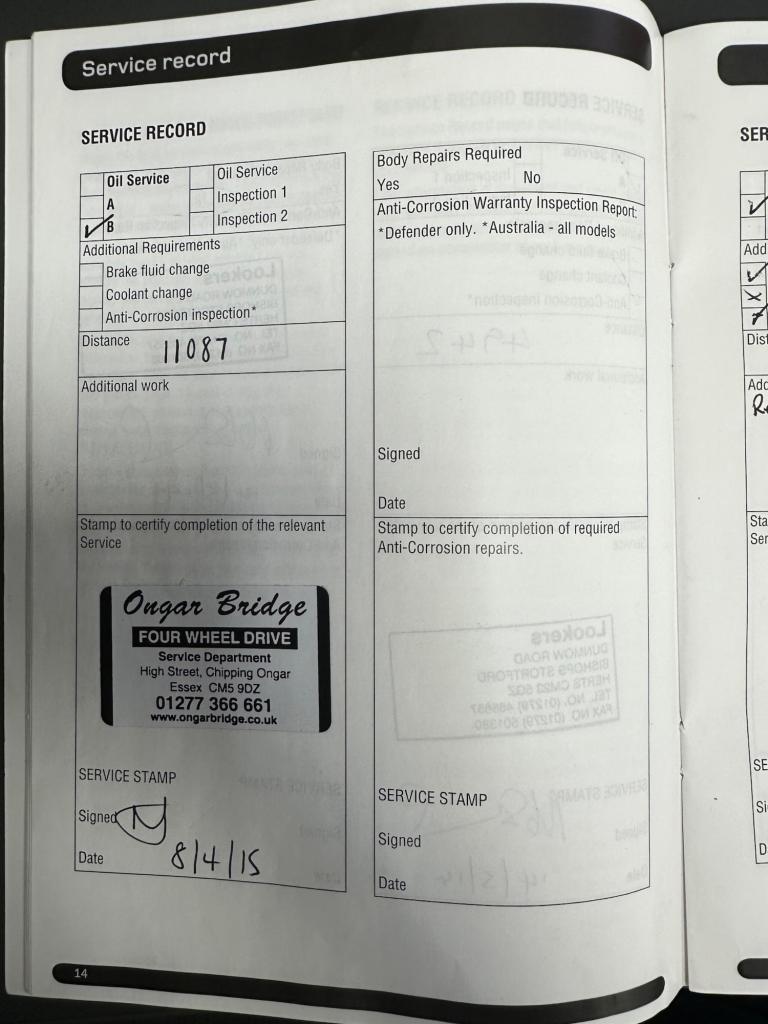 Service record
SERVICE RECORD
Oil Service
A
B
Oil Service
Inspection 1
Inspection 2
Additional Requirements
Brake fluid change
Coolant change
Anti-Corrosion inspection*
Distance
11087
Additional work
Stamp to certify completion of the relevant
Service
Ongar Bridge
FOUR WHEEL DRIVE
Service Department
High Street, Chipping Ongar
Essex CM5 9DZ
01277 366 661
www.ongarbridge.co.uk
SERVICE STAMP
Signed
Date 8/4/15
Body Repairs Required
Yes No
Anti-Corrosion Warranty Inspection Report:
*Defender only. *Australia - all models
Signed
Date
Stamp to certify completion of required
Anti-Corrosion repairs.
SERVICE STAMP
Signed
Date
14